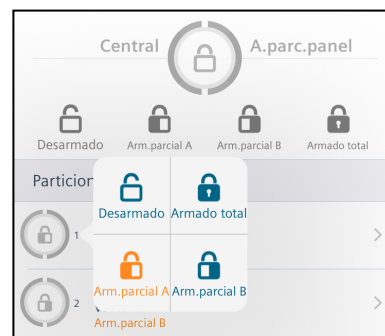 Central A.parc.panel
Desarmado Arm.parcial A Arm.parcial B Armado total
Particion
Desarmado Armado total
1
Arm.parcial A Arm.parcial B
2
Arm.parcial B